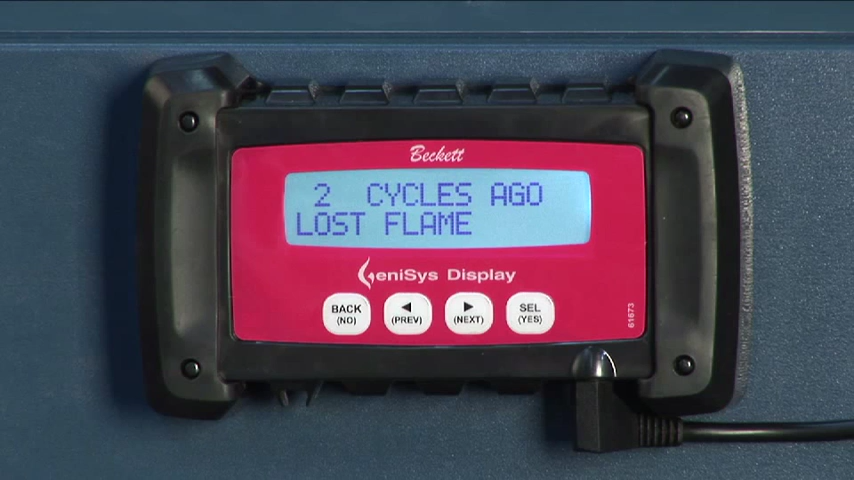 Beckett
2 CYCLES AGO
LOST FLAME
GeniSys Display
BACK
(NO)
◀
(PREV)
▶
(NEXT)
SEL
(YES)
61673